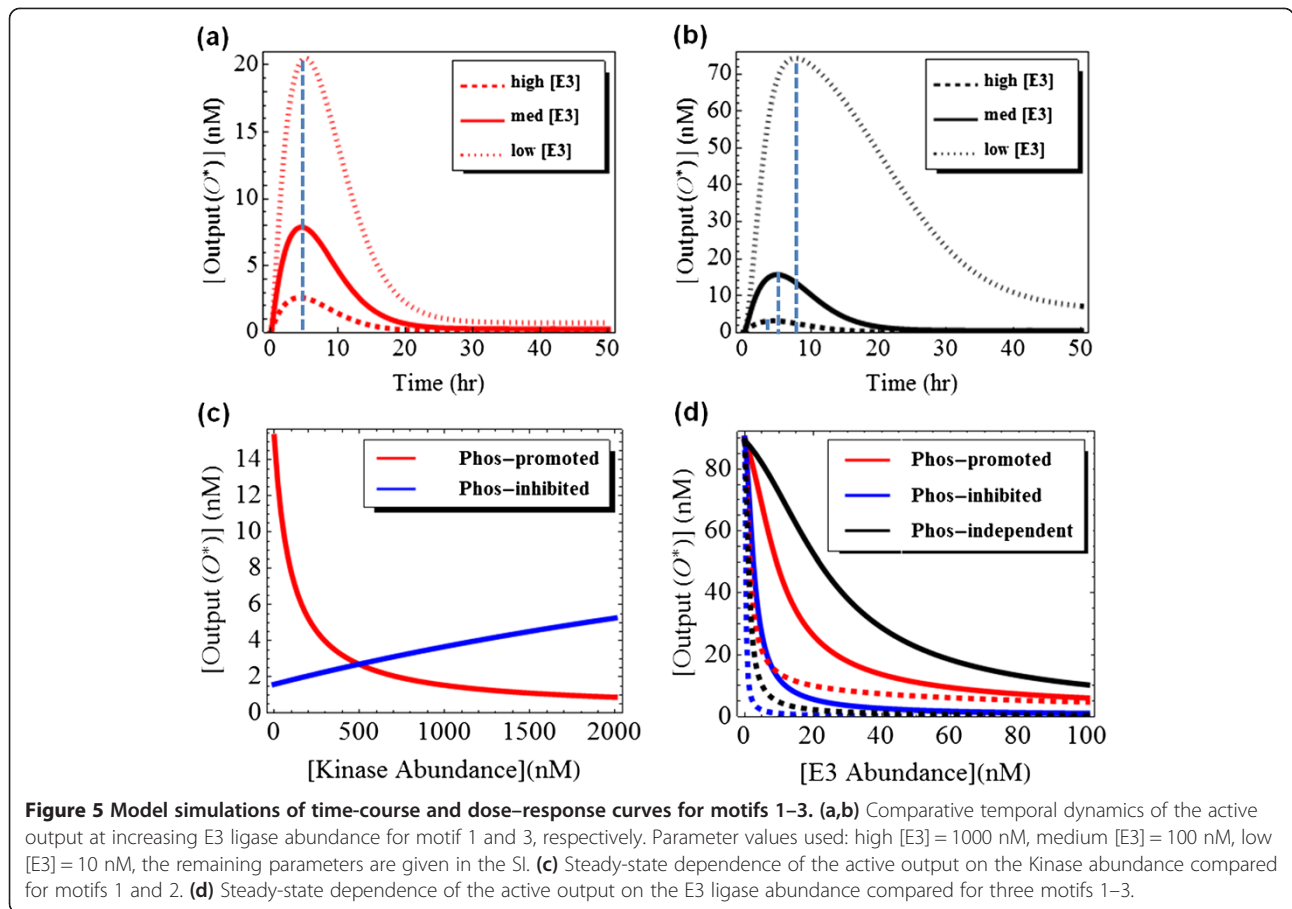 (a)
20
15
10
5
0
0 10 20 30 40 50
[Output (O*)] (nM)
Time (hr)
high [E3]
med [E3]
low [E3]
(b)
70
60
50
40
30
20
10
0
0 10 20 30 40 50
[Output (O*)] (nM)
Time (hr)
high [E3]
med [E3]
low [E3]
(c)
14
12
10
8
6
4
2
0
0 500 1000 1500 2000
[Output (O*)] (nM)
[Kinase Abundance](nM)
Phos–promoted
Phos–inhibited
(d)
80
60
40
20
0
0 20 40 60 80 100
[Output (O*)] (nM)
[E3 Abundance](nM)
Phos–promoted
Phos–inhibited
Phos–independent
Figure 5 Model simulations of time-course and dose–response curves for motifs 1–3. (a,b) Comparative temporal dynamics of the active
output at increasing E3 ligase abundance for motif 1 and 3, respectively. Parameter values used: high [E3] = 1000 nM, medium [E3] = 100 nM, low
[E3] = 10 nM, the remaining parameters are given in the SI. (c) Steady-state dependence of the active output on the Kinase abundance compared
for motifs 1 and 2. (d) Steady-state dependence of the active output on the E3 ligase abundance compared for three motifs 1–3.